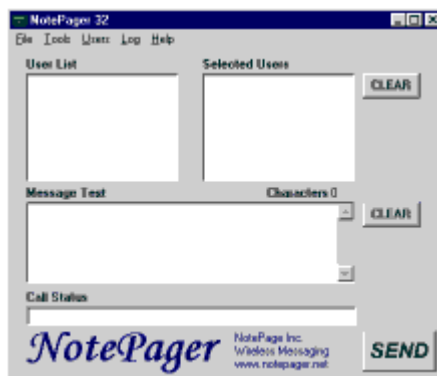 NotePager 32
File Tools Users Log Help
User List Selected Users
CLEAR
Message Text Characters 0
CLEAR
Call Status
NotePager
NotePage Inc.
Wireless Messaging
www.notepager.net
SEND